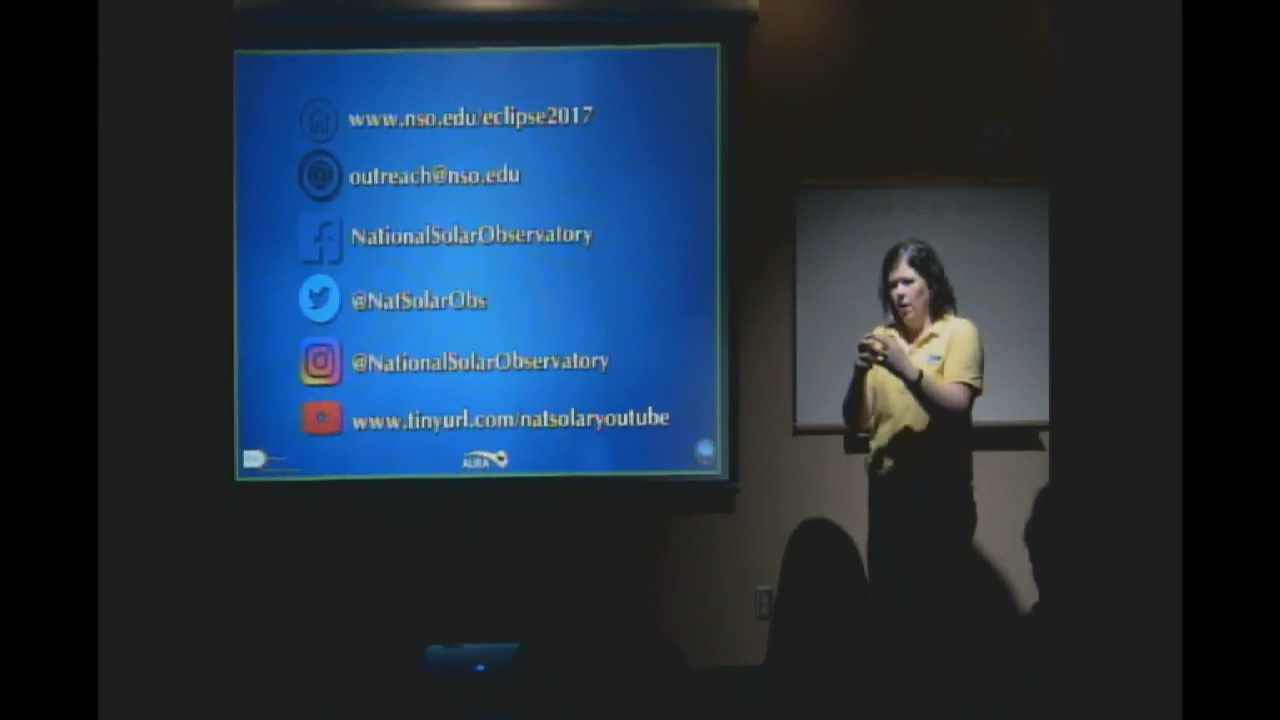 www.nso.edu/eclipse2017
outreach@nso.edu
NationalSolarObservatory
@NatSolarObs
@NationalSolarObservatory
www.tinyurl.com/natsolaryoutube
AURA